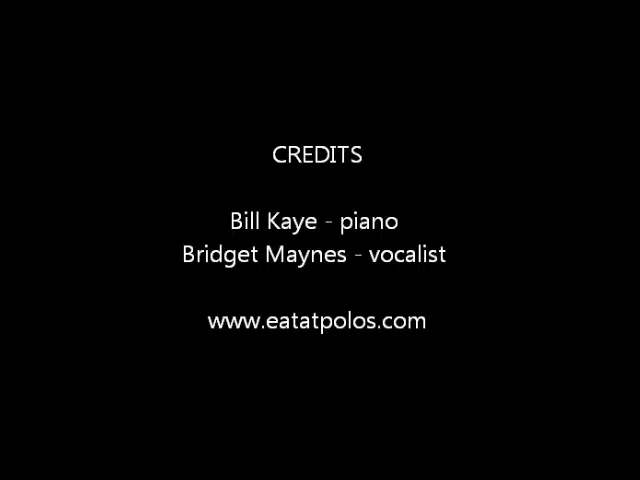 CREDITS
Bill Kaye - piano
Bridget Maynes - vocalist
www.eatatpolos.com